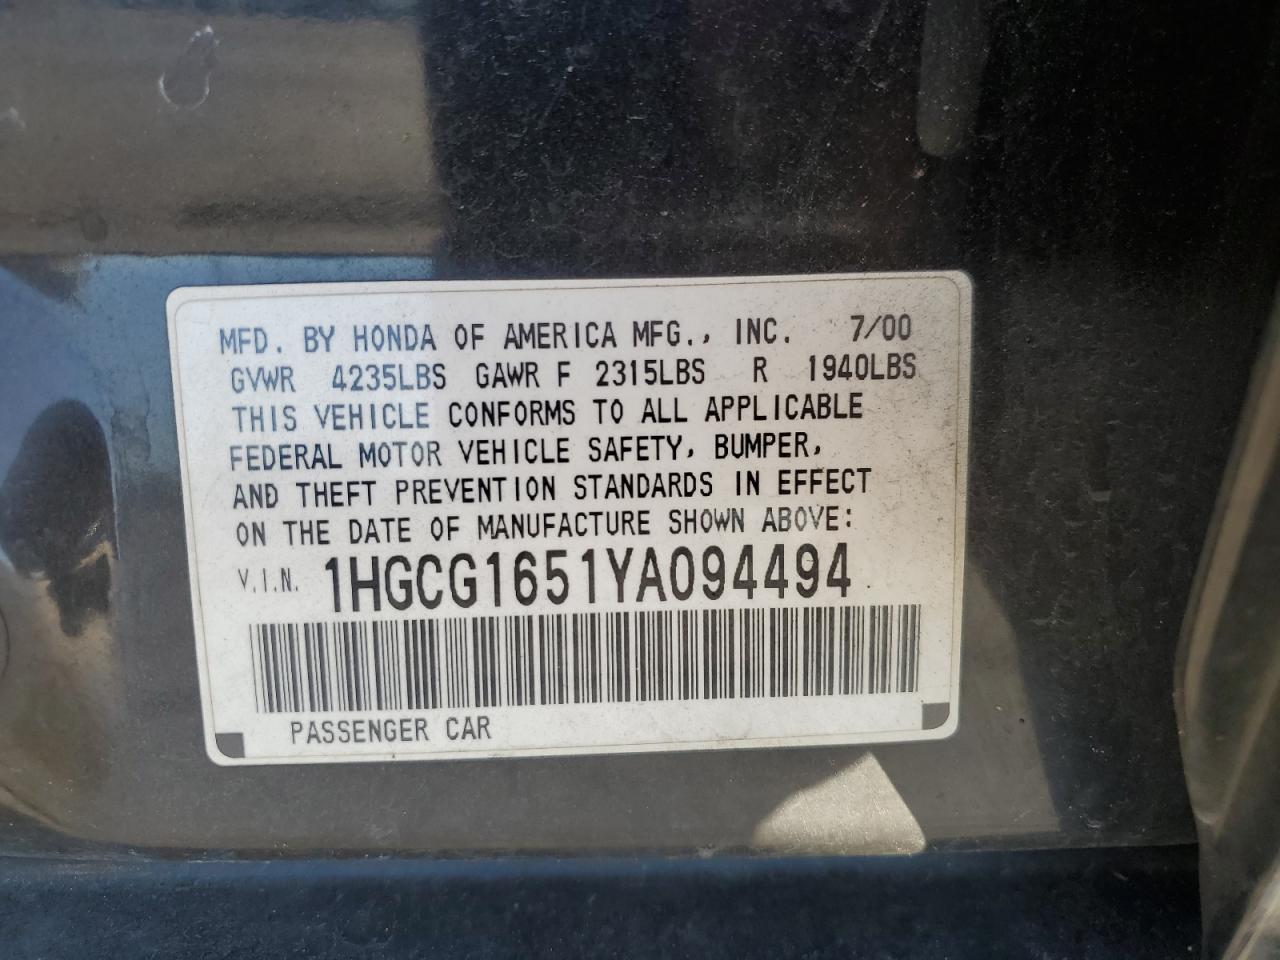 MFD. BY HONDA OF AMERICA MFG., INC. 7/00
GVWR 4235LBS GAWR F 2315LBS R 1940LBS
THIS VEHICLE CONFORMS TO ALL APPLICABLE
FEDERAL MOTOR VEHICLE SAFETY, BUMPER,
AND THEFT PREVENTION STANDARDS IN EFFECT
ON THE DATE OF MANUFACTURE SHOWN ABOVE:
V.I.N. 1HGCG1651YA094494
PASSENGER CAR